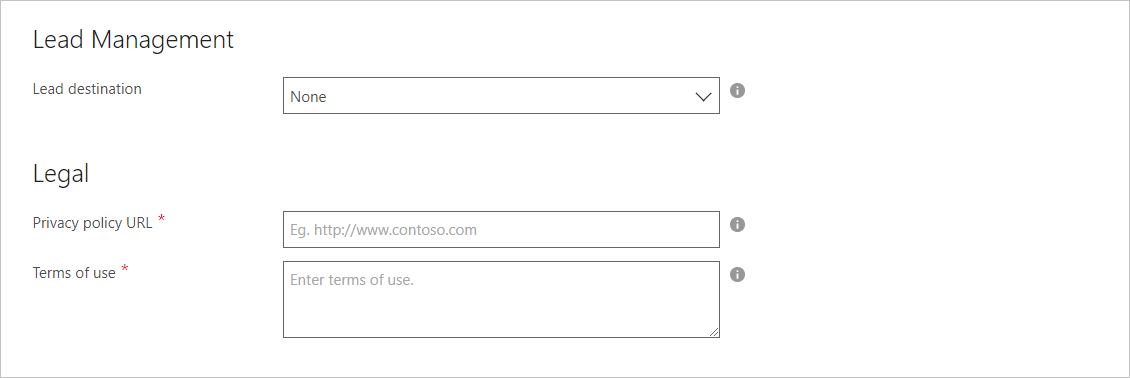 Lead Management
Lead destination
None
Legal
Privacy policy URL *
Eg. http://www.contoso.com
Terms of use *
Enter terms of use.